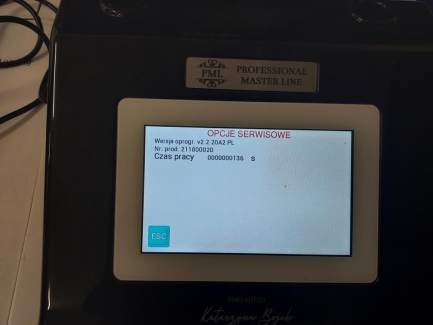 PML
PROFESSIONAL
MASTER LINE
OPCJE SERWISOWE
Wersja oprogr. v2.2.20A2 PL
Nr. prod. 211800020
Czas pracy 0000000136 s
ESC
Katarzyna